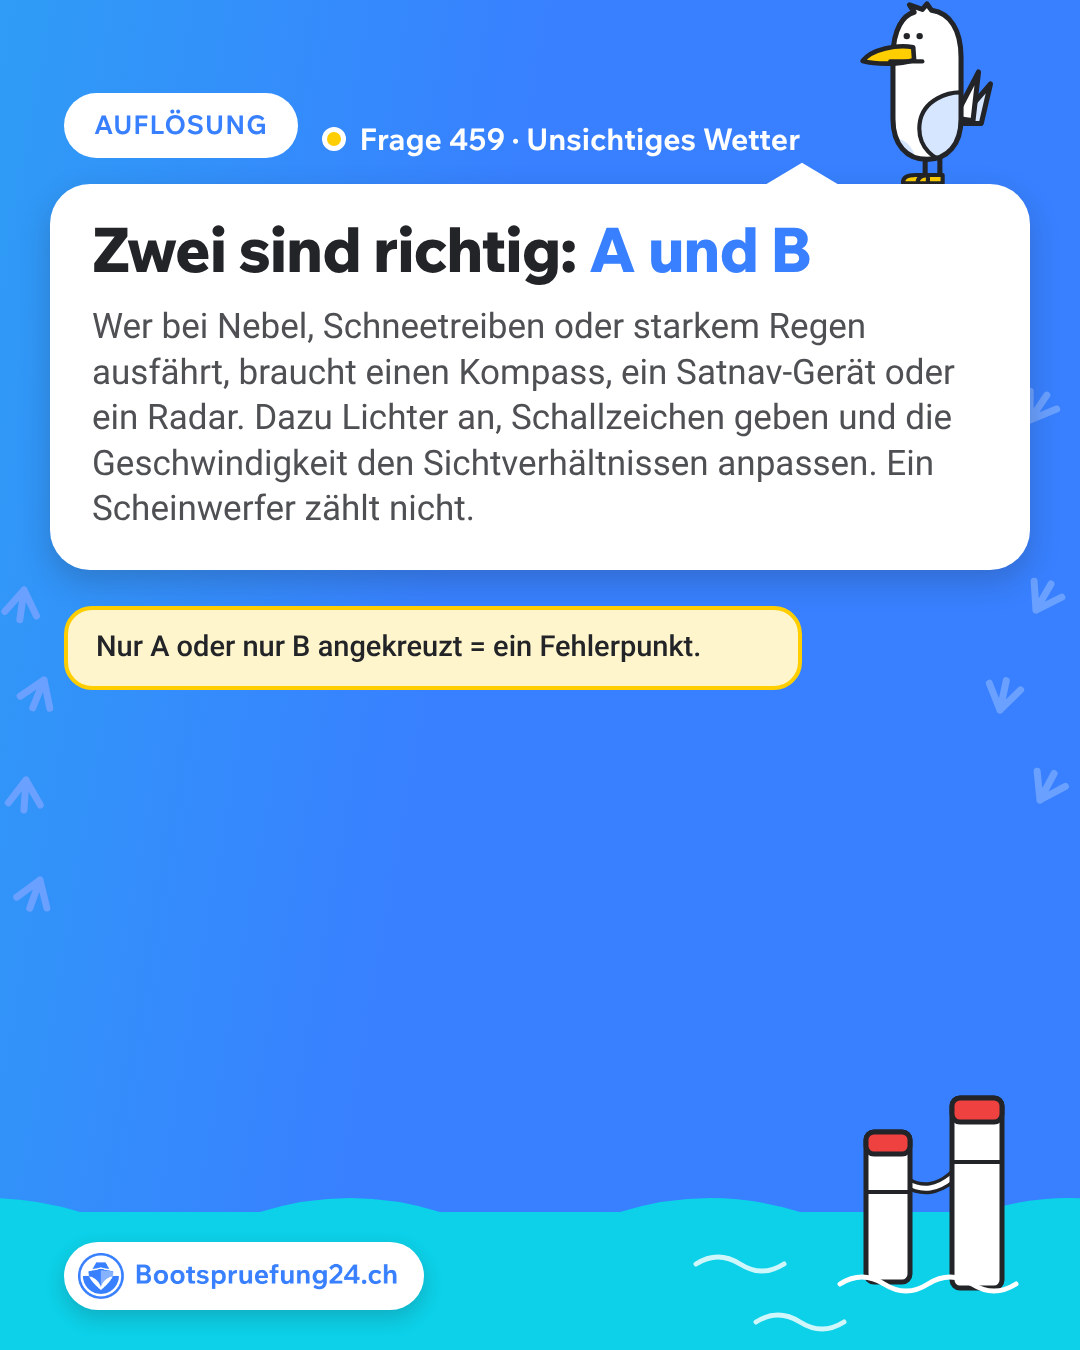 AUFLÖSUNG
Frage 459 · Unsichtiges Wetter
Zwei sind richtig: A und B
Wer bei Nebel, Schneetreiben oder starkem Regen
ausfährt, braucht einen Kompass, ein Satnav-Gerät oder
ein Radar. Dazu Lichter an, Schallzeichen geben und die
Geschwindigkeit den Sichtverhältnissen anpassen. Ein
Scheinwerfer zählt nicht.
Nur A oder nur B angekreuzt = ein Fehlerpunkt.
Bootspruefung24.ch